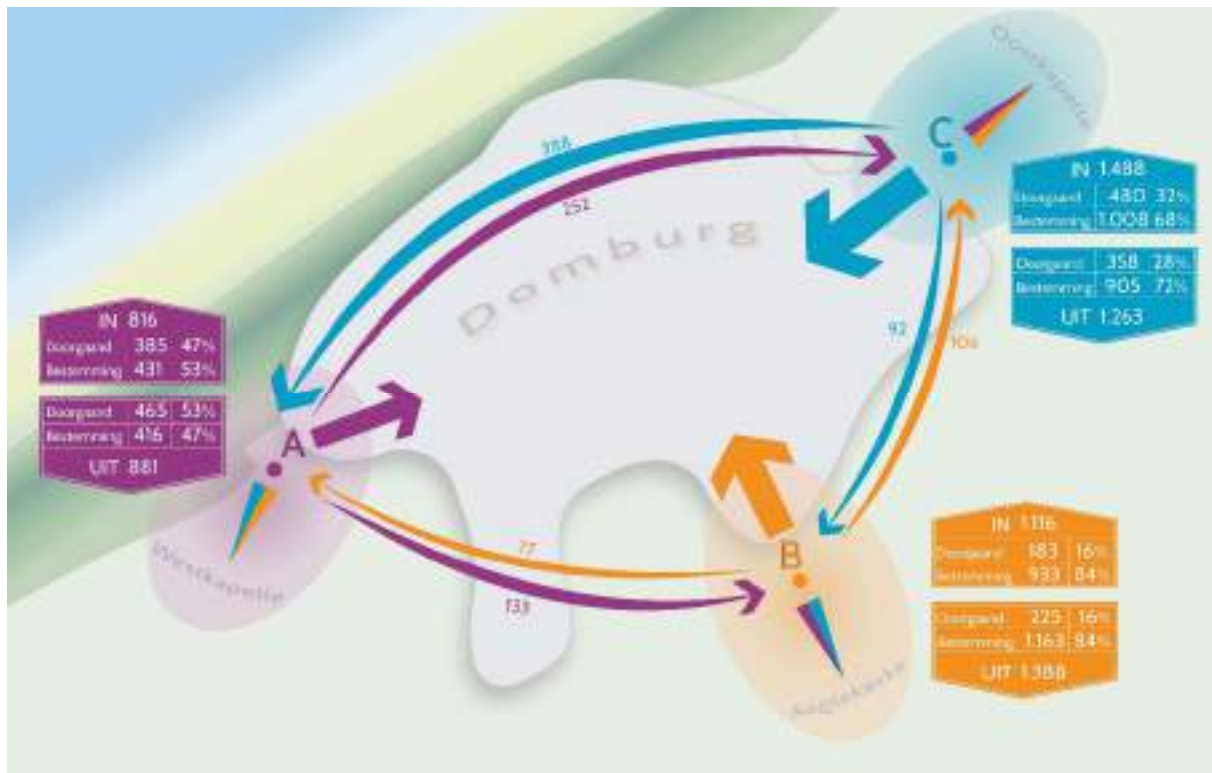 Oostkapelle
C
IN 1.488
Doorgaand 480 32%
Bestemming 1.008 68%
Doorgaand 358 28%
Bestemming 905 72%
UIT 1.263
388
252
Domburg
92
106
IN 816
Doorgaand 385 47%
Bestemming 431 53%
Doorgaand 465 53%
Bestemming 416 47%
UIT 881
A
Westkapelle
77
133
B
Aagtekerke
IN 1.116
Doorgaand 183 16%
Bestemming 933 84%
Doorgaand 225 16%
Bestemming 1.163 84%
UIT 1.388